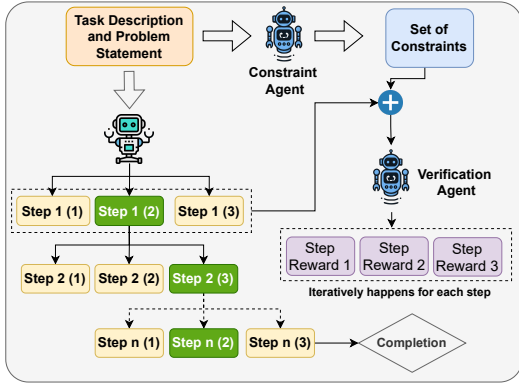 Task Description
and Problem
Statement
Constraint
Agent
Set of
Constraints
Verification
Agent
Step 1 (1)
Step 1 (2)
Step 1 (3)
Step 2 (1)
Step 2 (2)
Step 2 (3)
Step
Reward 1
Step
Reward 2
Step
Reward 3
Iteratively happens for each step
Step n (1)
Step n (2)
Step n (3)
Completion